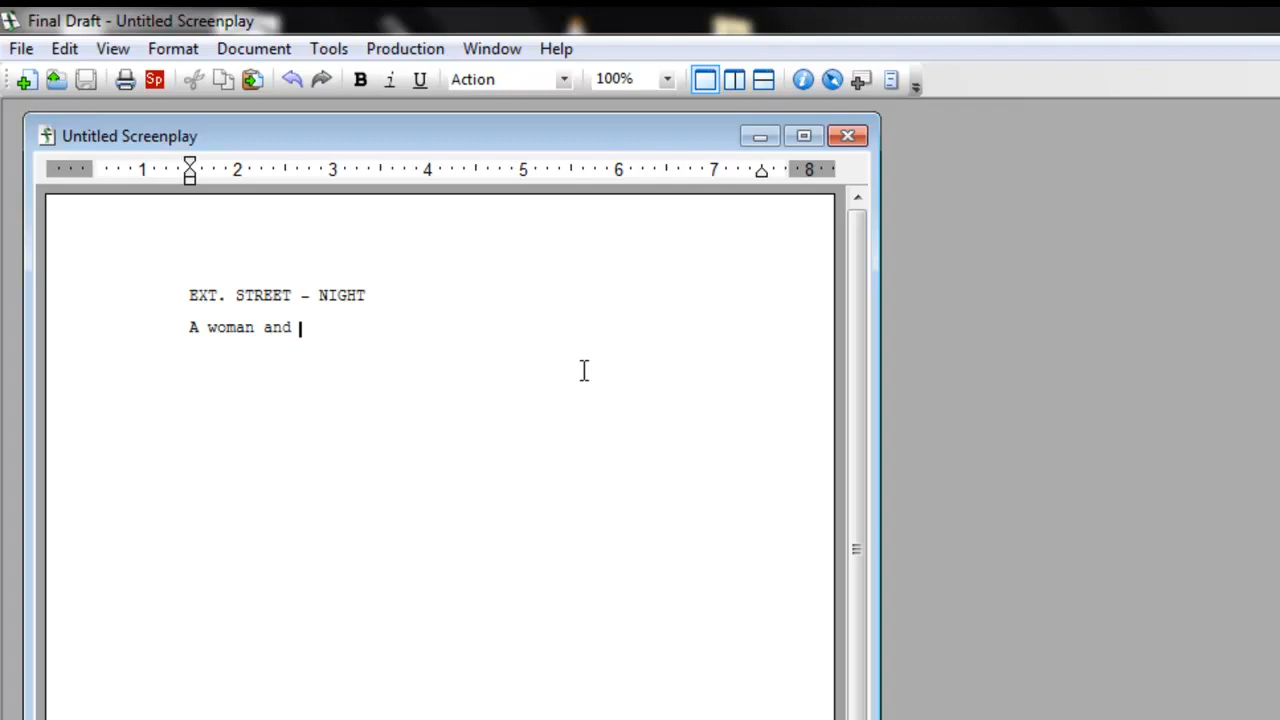 Final Draft - Untitled Screenplay
File Edit View Format Document Tools Production Window Help
Sp B i U Action 100%
Untitled Screenplay
1 2 3 4 5 6 7 8
EXT. STREET - NIGHT
A woman and